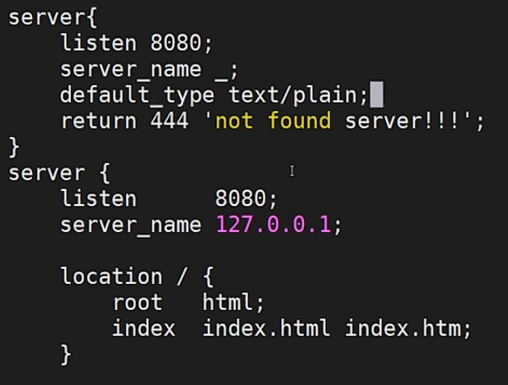 server{
    listen 8080;
    server_name _;
    default_type text/plain;
    return 444 'not found server!!!';
}
server {
    listen      8080;
    server_name 127.0.0.1;

    location / {
        root   html;
        index  index.html index.htm;
    }